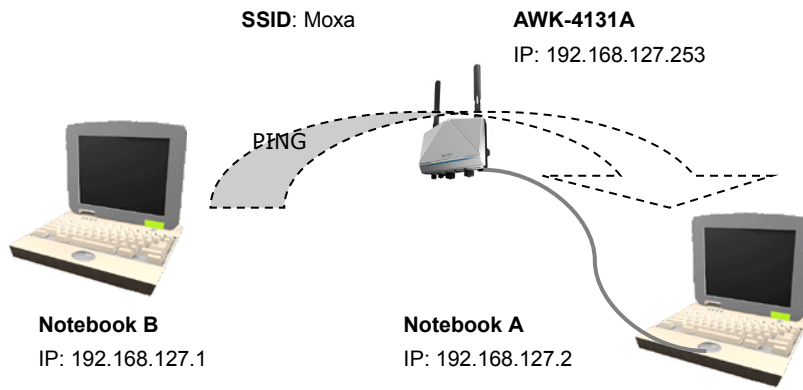 SSID: Moxa
AWK-4131A
IP: 192.168.127.253
PING
Notebook B
IP: 192.168.127.1
Notebook A
IP: 192.168.127.2